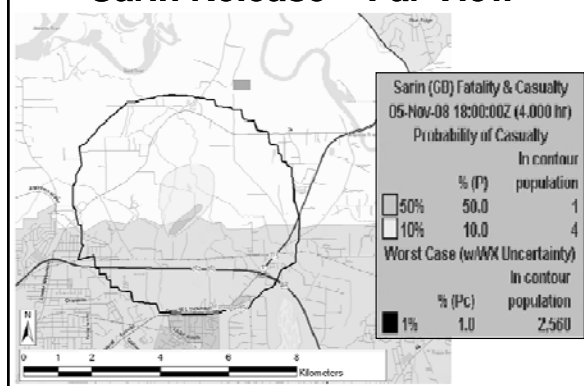 Sarin Release – Far View
Sarin (GB) Fatality & Casualty
05-Nov-08 18:00:00Z (4.000 hr)
Probability of Casualty
In contour
% (P) population
50% 50.0 1
10% 10.0 4
Worst Case (w/WX Uncertainty)
In contour
% (Pc) population
1% 1.0 2,560
N
0 1 2 4 6 8
Kilometers